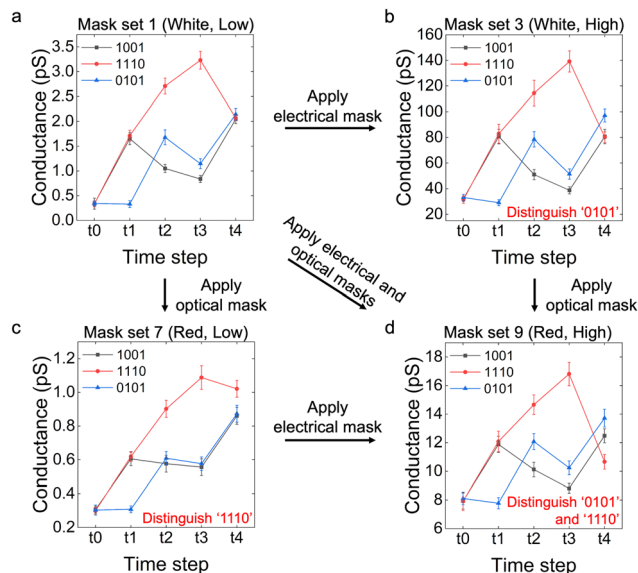 a
Mask set 1 (White, Low)
Conductance (pS)
3.5
3.0
2.5
2.0
1.5
1.0
0.5
0.0
1001
1110
0101
t0 t1 t2 t3 t4
Time step
Apply
electrical mask
b
Mask set 3 (White, High)
Conductance (pS)
160
140
120
100
80
60
40
20
1001
1110
0101
Distinguish ‘0101’
t0 t1 t2 t3 t4
Time step
Apply
optical mask
Apply electrical and
optical masks
Apply
optical mask
c
Mask set 7 (Red, Low)
Conductance (pS)
1.2
1.0
0.8
0.6
0.4
0.2
1001
1110
0101
Distinguish ‘1110’
t0 t1 t2 t3 t4
Time step
Apply
electrical mask
d
Mask set 9 (Red, High)
Conductance (pS)
18
16
14
12
10
8
6
1001
1110
0101
Distinguish ‘0101’
and ‘1110’
t0 t1 t2 t3 t4
Time step